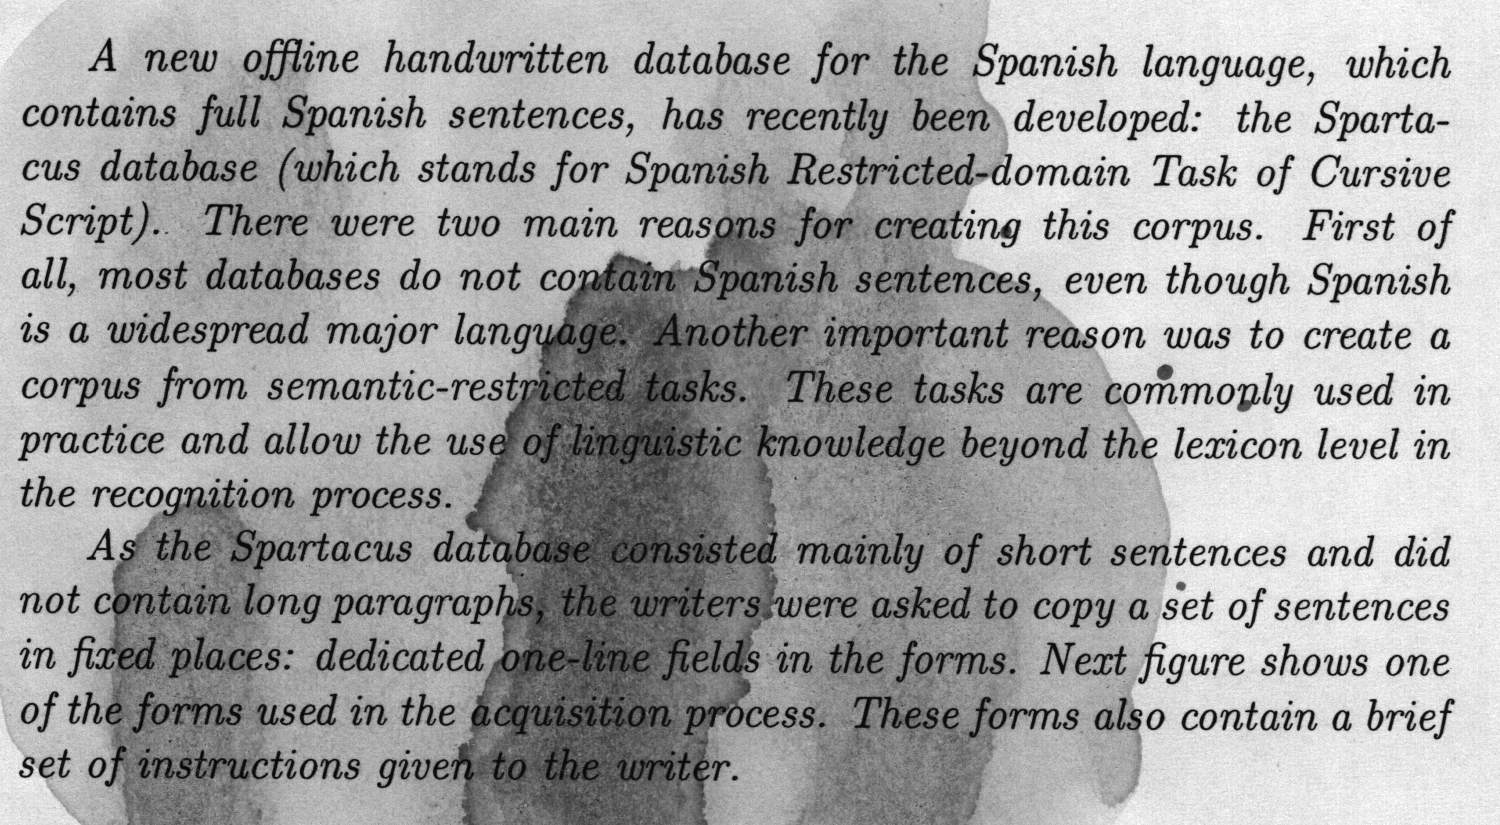 A new offline handwritten database for the Spanish language, which
contains full Spanish sentences, has recently been developed: the Sparta-
cus database (which stands for Spanish Restricted-domain Task of Cursive
Script). There were two main reasons for creating this corpus. First of
all, most databases do not contain Spanish sentences, even though Spanish
is a widespread major language. Another important reason was to create a
corpus from semantic-restricted tasks. These tasks are commonly used in
practice and allow the use of linguistic knowledge beyond the lexicon level in
the recognition process.
As the Spartacus database consisted mainly of short sentences and did
not contain long paragraphs, the writers were asked to copy a set of sentences
in fixed places: dedicated one-line fields in the forms. Next figure shows one
of the forms used in the acquisition process. These forms also contain a brief
set of instructions given to the writer.